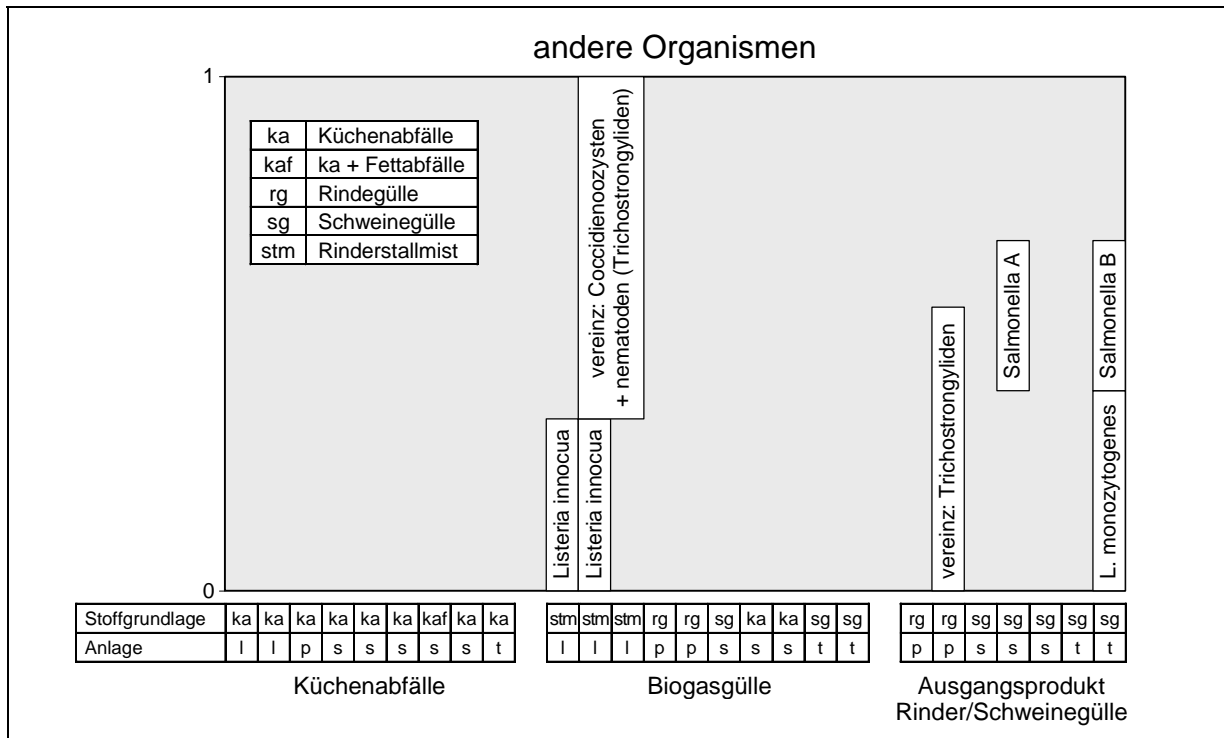 andere Organismen
1
ka Küchenabfälle
kaf ka + Fettabfälle
rg Rindegülle
sg Schweinegülle
stm Rinderstallmist
vereinz: Coccidienoozysten
+ nematoden (Trichostrongyliden)
Listeria innocua
Listeria innocua
vereinz: Trichostrongyliden
Salmonella A
Salmonella B
L. monozytogenes
0
Stoffgrundlage ka ka ka ka ka ka kaf ka ka stm stm stm rg rg sg ka ka sg sg rg rg sg sg sg sg sg
Anlage l l p s s s s s t l l l p p s s s t t p p s s s t t
Küchenabfälle Biogasgülle Ausgangsprodukt
Rinder/Schweinegülle